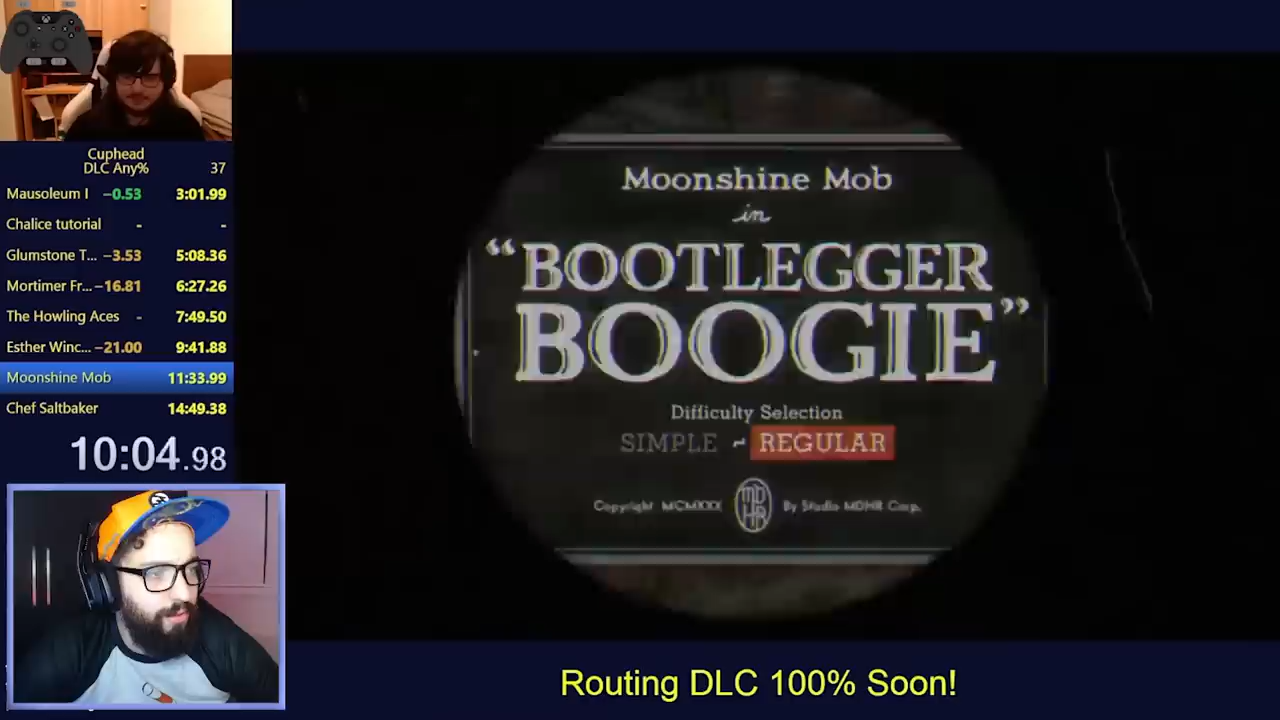 Cuphead
DLC Any% 37
Mausoleum I −0.53 3:01.99
Chalice tutorial - -
Glumstone T... −3.53 5:08.36
Mortimer Fr... −16.81 6:27.26
The Howling Aces - 7:49.50
Esther Winc... −21.00 9:41.88
Moonshine Mob 11:33.99
Chef Saltbaker 14:49.38
10:04.98
Moonshine Mob
in
“BOOTLEGGER
BOOGIE”
Difficulty Selection
SIMPLE ~ REGULAR
Copyright MCMXXX MDHR By Studio MDHR Corp.
Routing DLC 100% Soon!